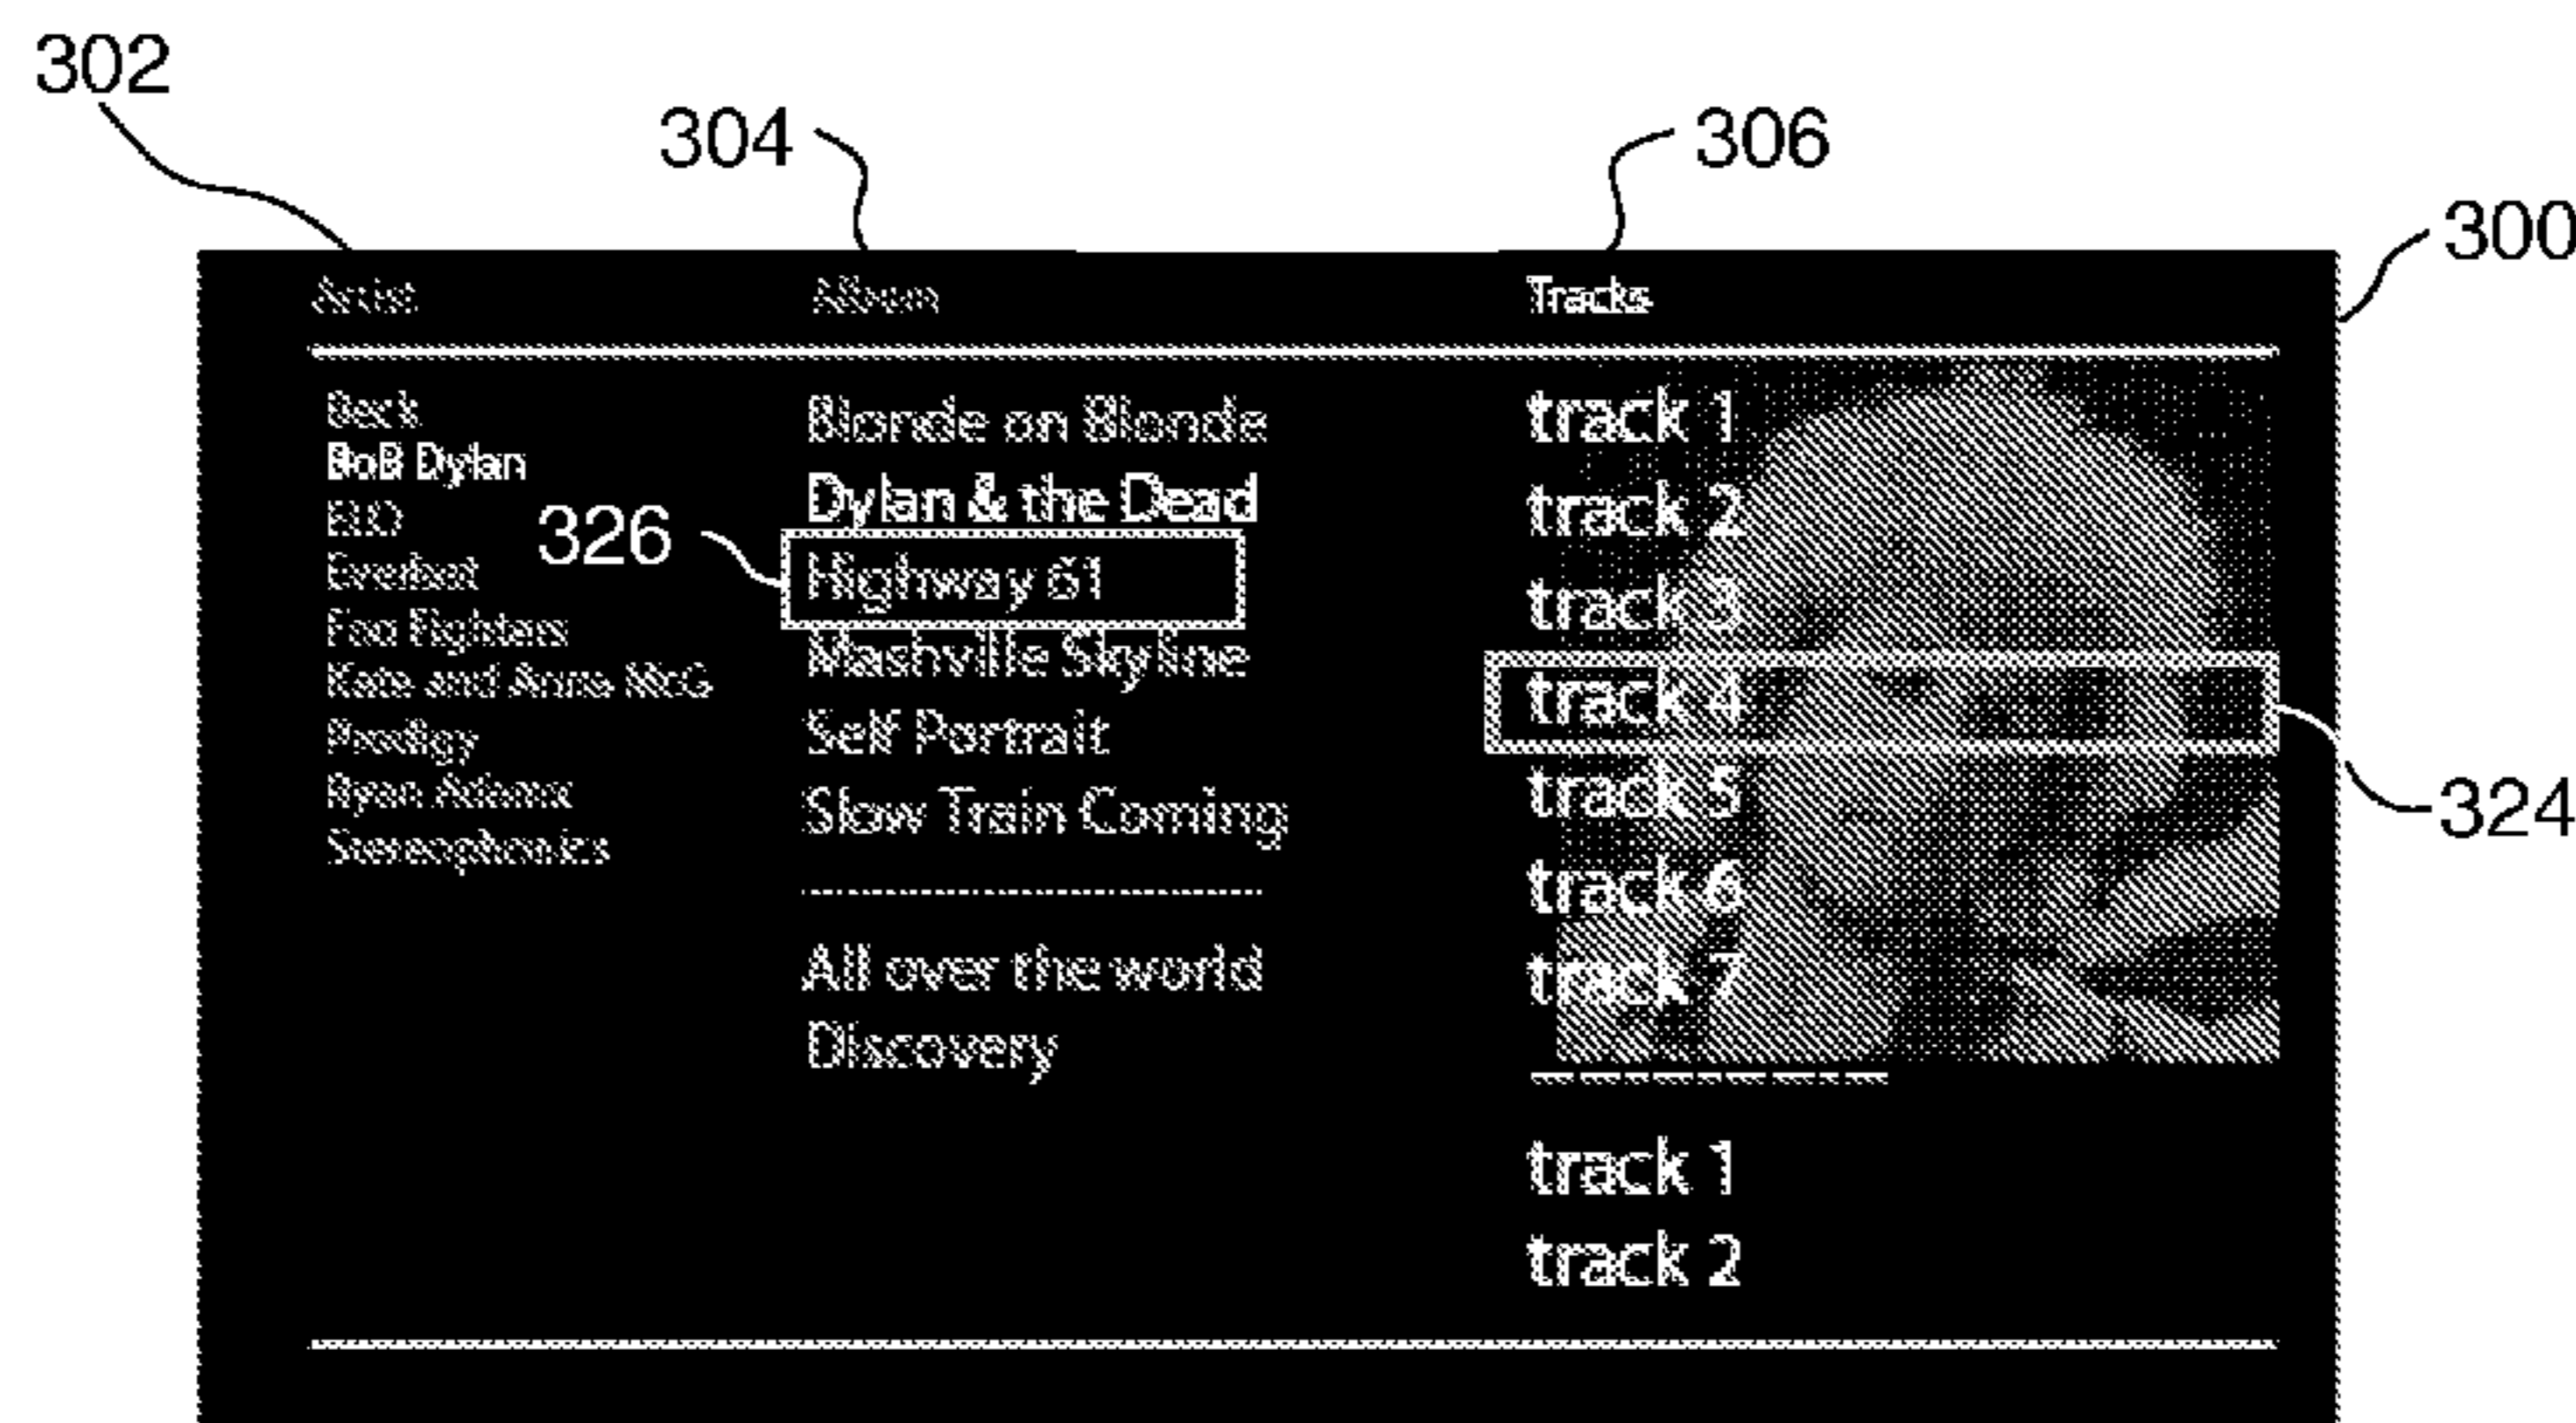 302
304
306
300
Artist
Album
Tracks
Beck
BoB Dylan
ElO
Everlast
Foo Fighters
Kate and Anna McG
Prodigy
Ryan Adams
Stereophonics
326
Blonde on Blonde
Dylan & the Dead
Highway 61
Mashville Skyline
Self Portrait
Slow Train Coming
All over the world
Discovery
track 1
track 2
track 3
track 4
track 5
track 6
track 7
track 1
track 2
324